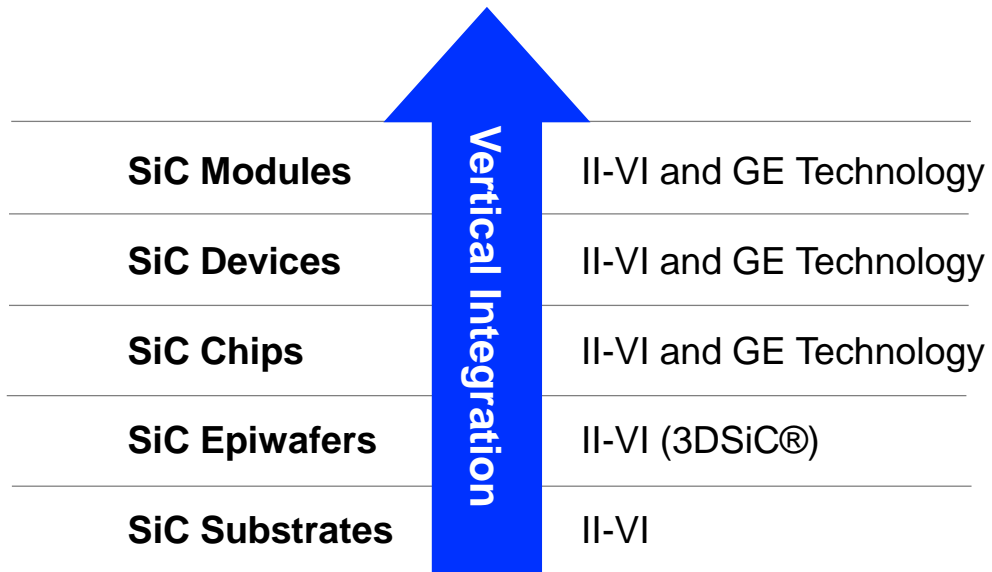 Vertical Integration
SiC Modules II-VI and GE Technology
SiC Devices II-VI and GE Technology
SiC Chips II-VI and GE Technology
SiC Epiwafers II-VI (3DSiC®)
SiC Substrates II-VI